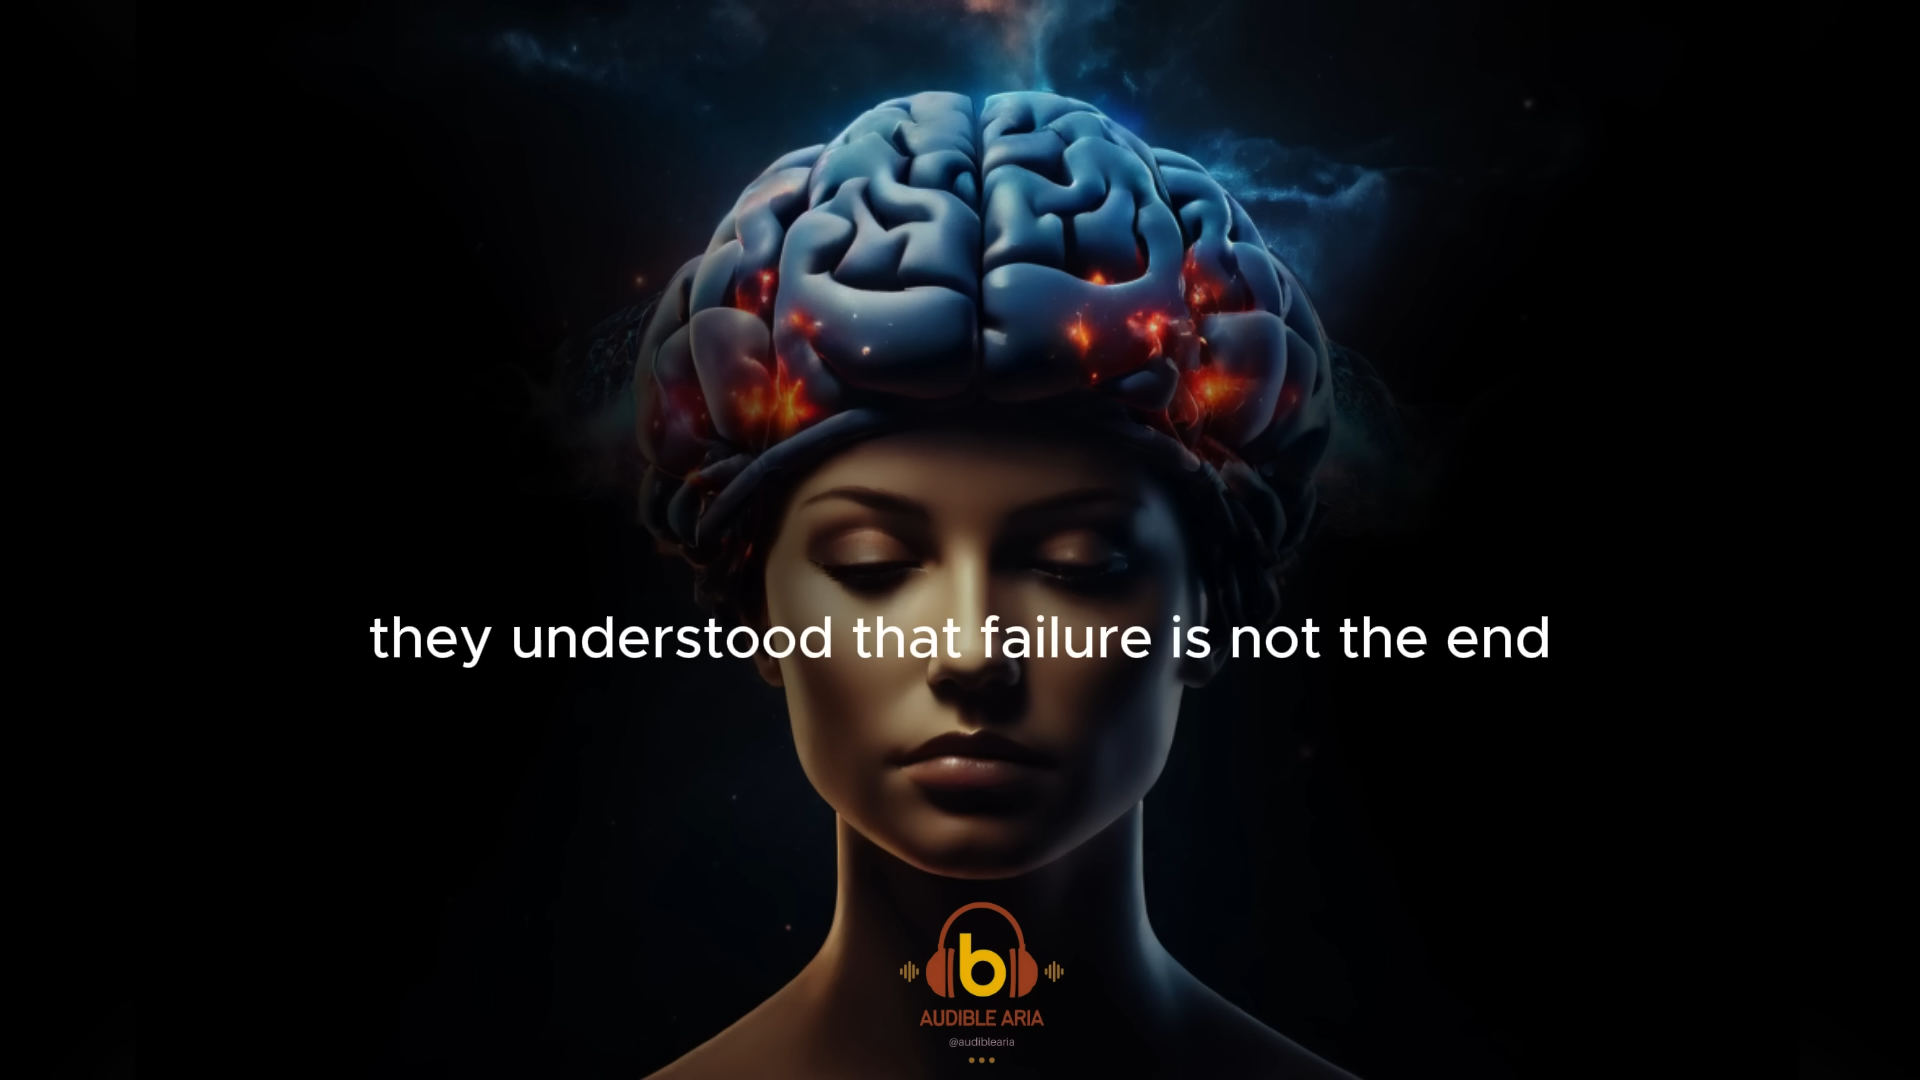 they understood that failure is not the end
b
AUDIBLE ARIA
@audiblearia